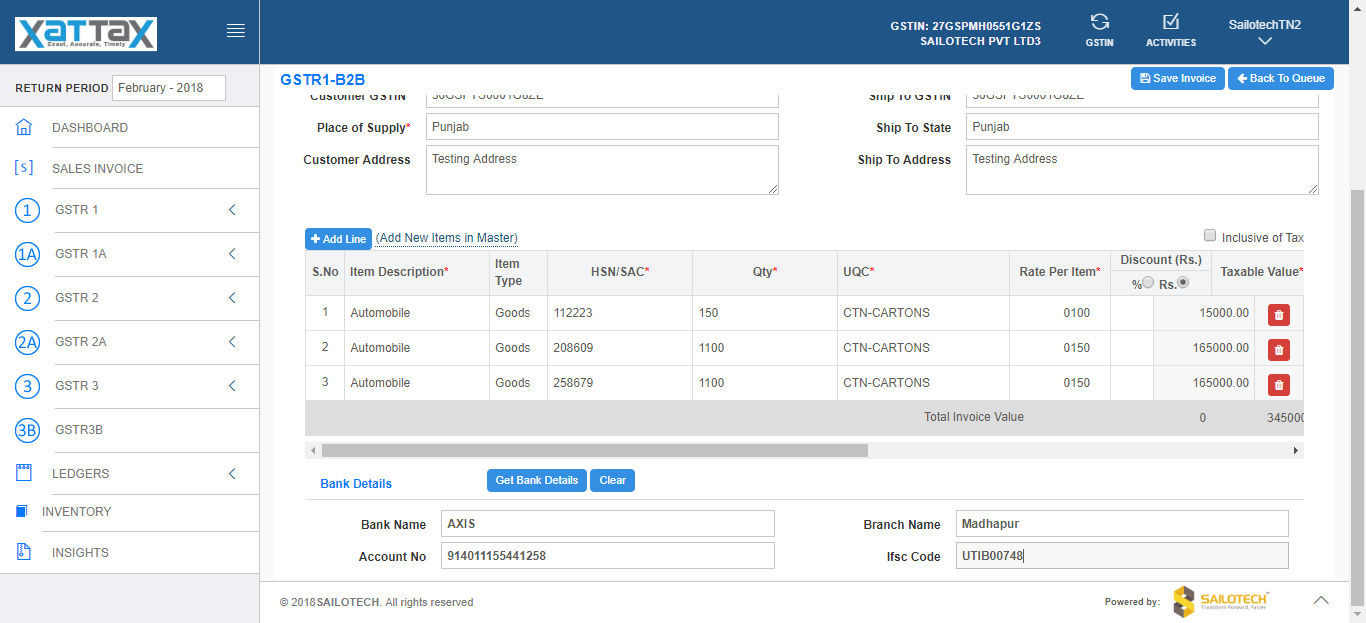 XATTAX
Exact, Accurate, Timely
GSTIN: 27GSPMH0551G1ZS
SAILOTECH PVT LTD3
GSTIN
ACTIVITIES
SailotechTN2
RETURN PERIOD February - 2018
GSTR1-B2B
Save Invoice
Back To Queue
DASHBOARD
[S] SALES INVOICE
1 GSTR 1
1A GSTR 1A
2 GSTR 2
2A GSTR 2A
3 GSTR 3
3B GSTR3B
LEDGERS
INVENTORY
INSIGHTS
Customer GSTIN
Ship To GSTIN
Place of Supply* Punjab
Ship To State Punjab
Customer Address Testing Address
Ship To Address Testing Address
+ Add Line (Add New Items in Master)
Inclusive of Tax
S.No Item Description* Item Type HSN/SAC* Qty* UQC* Rate Per Item* Discount (Rs.) % Rs. Taxable Value*
1 Automobile Goods 112223 150 CTN-CARTONS 0100 15000.00
2 Automobile Goods 208609 1100 CTN-CARTONS 0150 165000.00
3 Automobile Goods 258679 1100 CTN-CARTONS 0150 165000.00
Total Invoice Value 0 34500
Bank Details Get Bank Details Clear
Bank Name AXIS
Branch Name Madhapur
Account No 914011155441258
Ifsc Code UTIB00748
© 2018 SAILOTECH. All rights reserved
Powered by: SAILOTECH™
Transform Forward, Faster